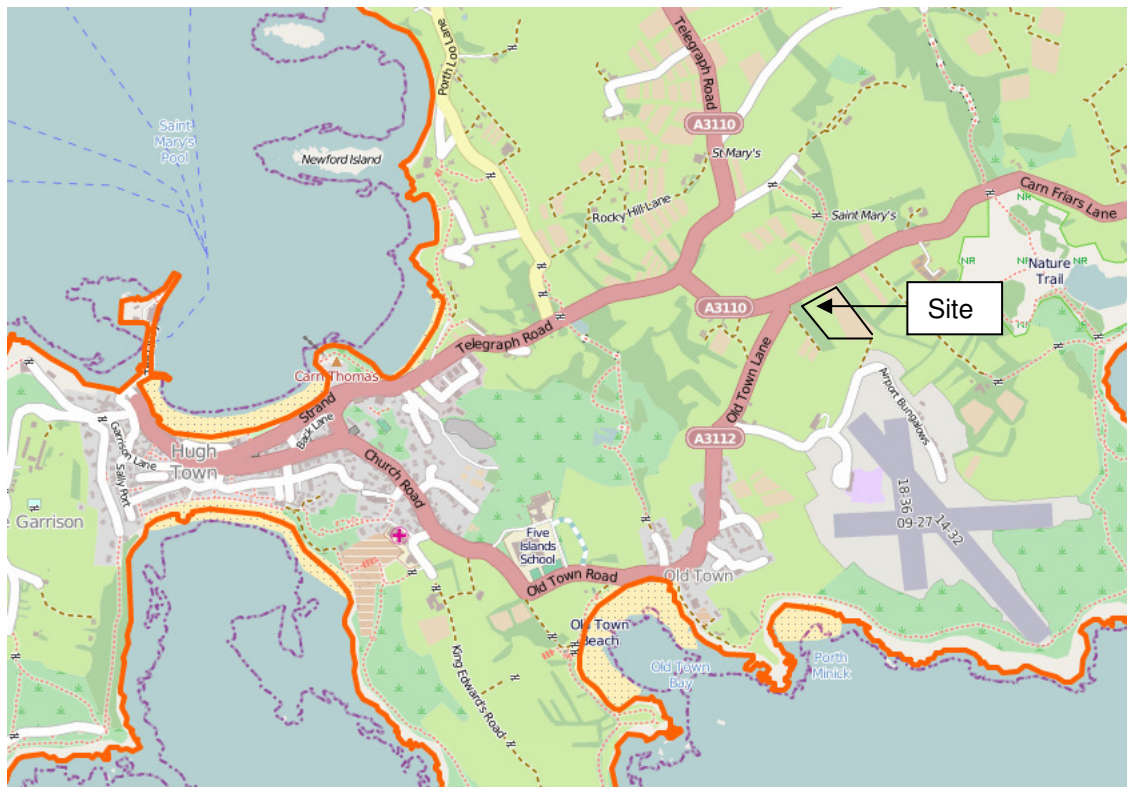 Porth Loo Lane
Telegraph Road
Saint
Mary's
Pool
A3110
Newford Island
St Mary's
Carn Friars Lane
Rocky Hill Lane
Saint Mary's
NR
NR
NR
NR
Nature
Trail
A3110
Site
Telegraph Road
Carn Thomas
Old Town Lane
Airport Bungalows
Strand
Back Lane
Garrison Lane
Hugh
Town
Sally Port
A3112
Church Road
18:36
09-27
14-32
e Garrison
Five
Islands
School
Old Town Road
Old Town
Old Town
Beach
King Edward's Road
Old Town
Bay
Porth
Minick